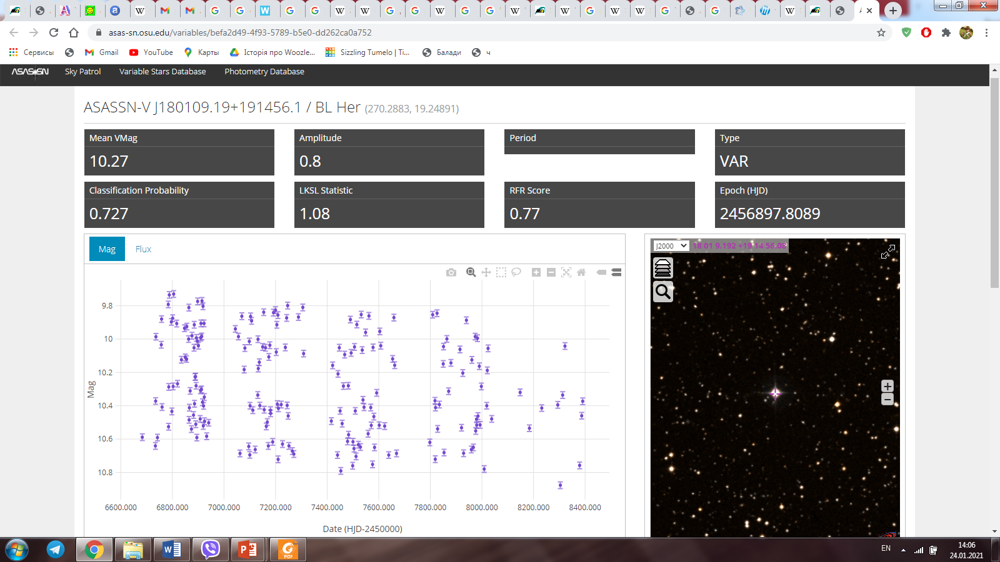 asas-sn.osu.edu/variables/befa2d49-4f93-5789-b5e0-dd262ca0a752
Сервисы
Gmail
YouTube
Карты
Історія про Woozle...
Sizzling Tumelo | Ti...
Балади
ч
ASAS-SN
Sky Patrol
Variable Stars Database
Photometry Database
ASASSN-V J180109.19+191456.1 / BL Her (270.2883, 19.24891)
Mean VMag
10.27
Amplitude
0.8
Period
Type
VAR
Classification Probability
0.727
LKSL Statistic
1.08
RFR Score
0.77
Epoch (HJD)
2456897.8089
Mag
Flux
9.8
10
10.2
10.4
10.6
10.8
Mag
6600.000
6800.000
7000.000
7200.000
7400.000
7600.000
7800.000
8000.000
8200.000
8400.000
Date (HJD-2450000)
J2000
18 01 9.192 +19 14 56.08
EN
14:06
24.01.2021